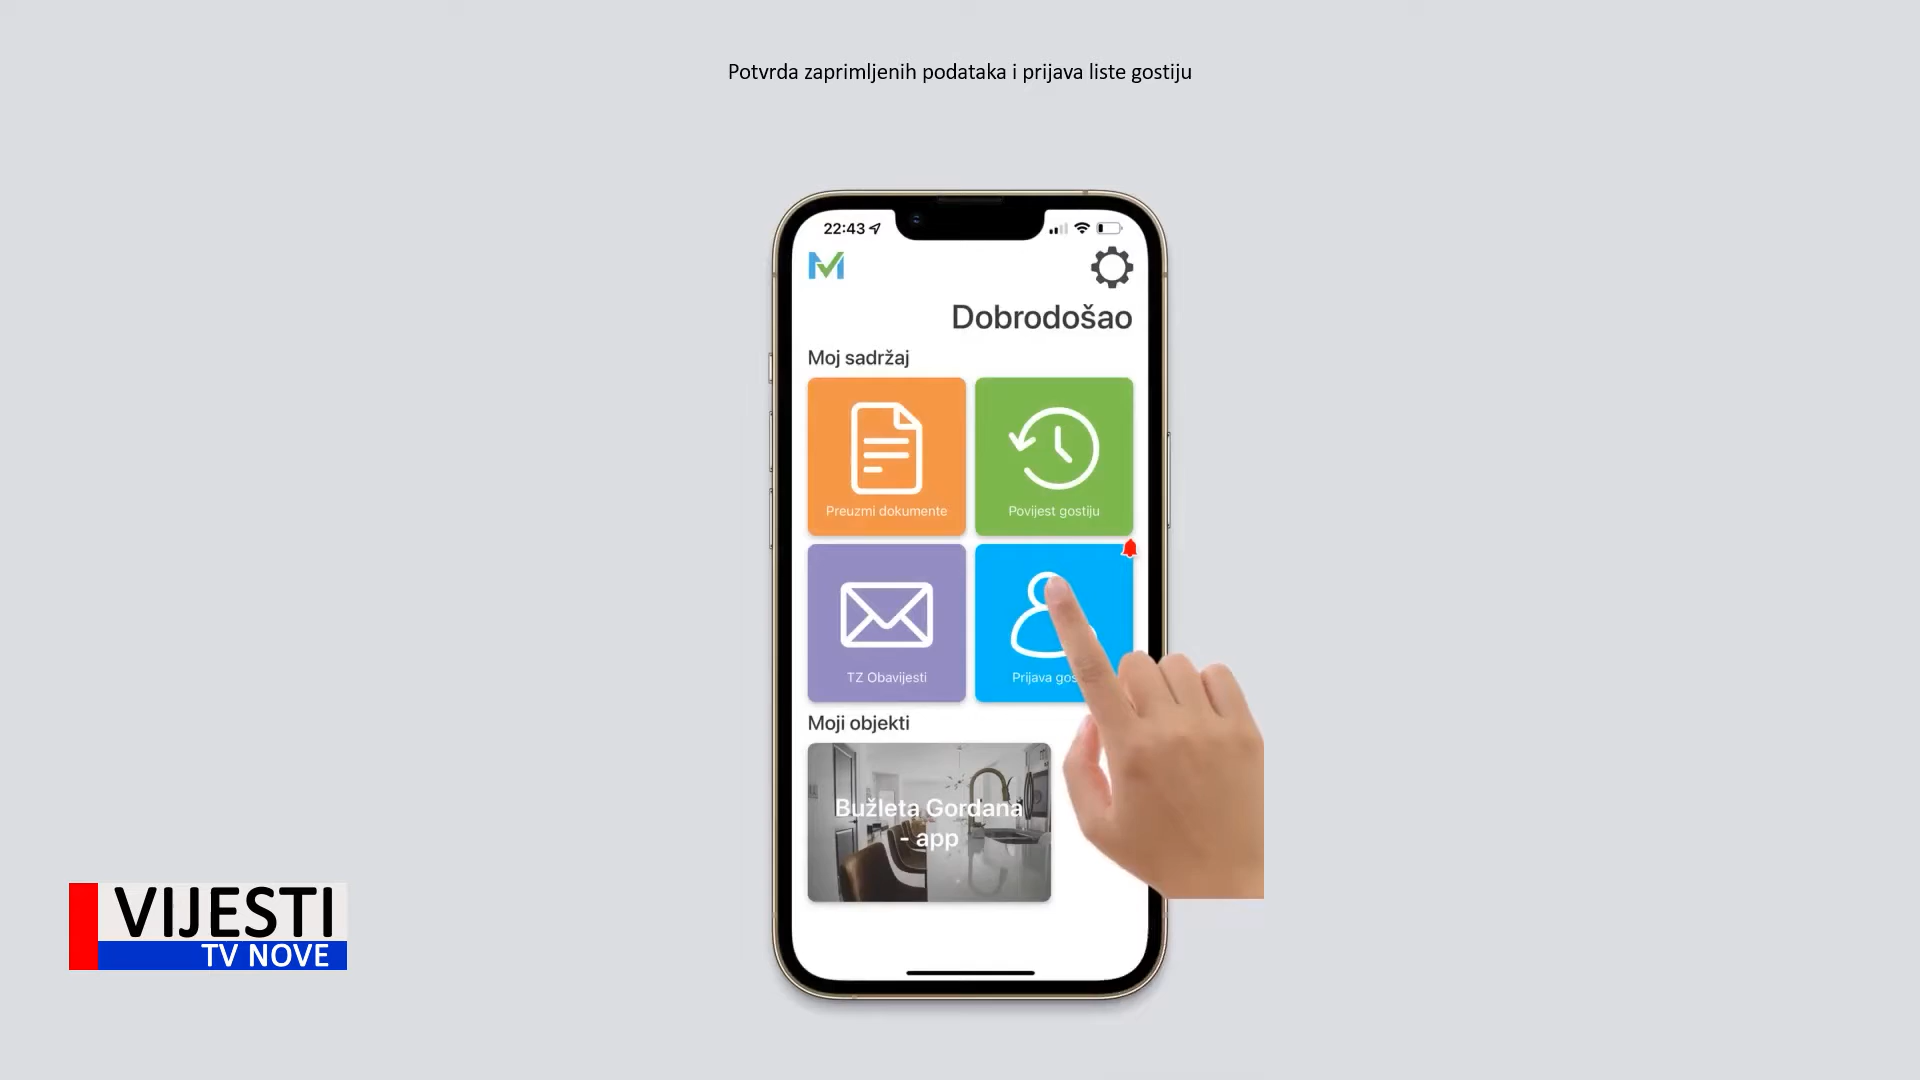 Potvrda zaprimljenih podataka i prijava liste gostiju
22:43
Dobrodošao
Moj sadržaj
Preuzmi dokumente
Povijest gostiju
TZ Obavijesti
Prijava gos
Moji objekti
Bužleta Gordana
- app
VIJESTI
TV NOVE